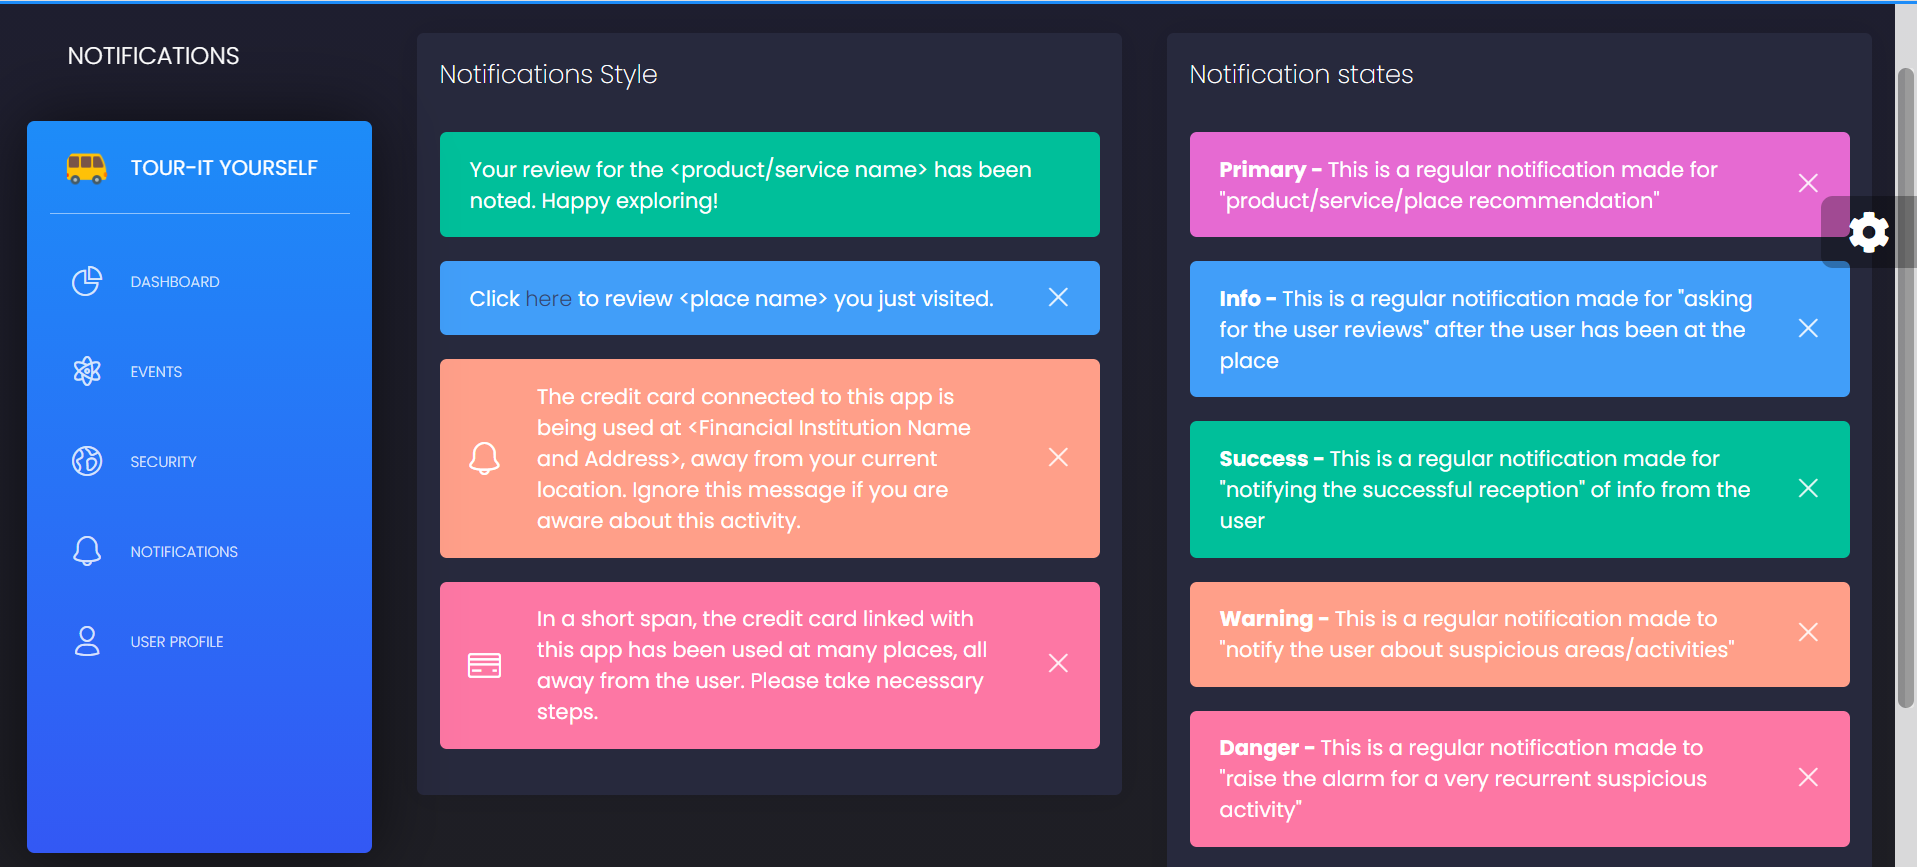 NOTIFICATIONS
TOUR-IT YOURSELF
DASHBOARD
EVENTS
SECURITY
NOTIFICATIONS
USER PROFILE
Notifications Style
Your review for the <product/service name> has been
noted. Happy exploring!
Click here to review <place name> you just visited.
The credit card connected to this app is
being used at <Financial Institution Name
and Address>, away from your current
location. Ignore this message if you are
aware about this activity.
In a short span, the credit card linked with
this app has been used at many places, all
away from the user. Please take necessary
steps.
Notification states
Primary - This is a regular notification made for
"product/service/place recommendation"
Info - This is a regular notification made for "asking
for the user reviews" after the user has been at the
place
Success - This is a regular notification made for
"notifying the successful reception" of info from the
user
Warning - This is a regular notification made to
"notify the user about suspicious areas/activities"
Danger - This is a regular notification made to
"raise the alarm for a very recurrent suspicious
activity"